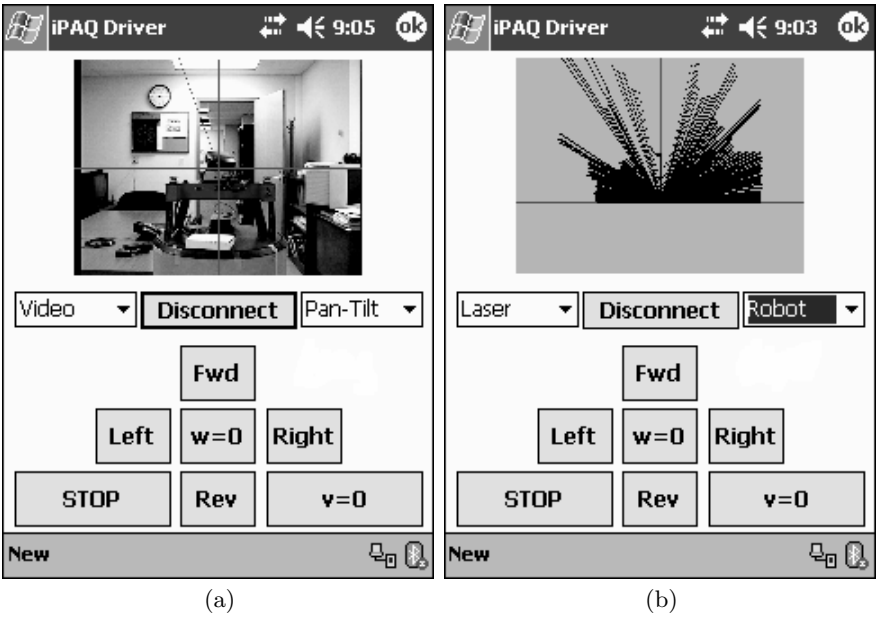 iPAQ Driver 9:05 ok
Video Disconnect Pan-Tilt
Fwd
Left w=0 Right
STOP Rev v=0
New
(a)
iPAQ Driver 9:03 ok
Laser Disconnect Robot
Fwd
Left w=0 Right
STOP Rev v=0
New
(b)